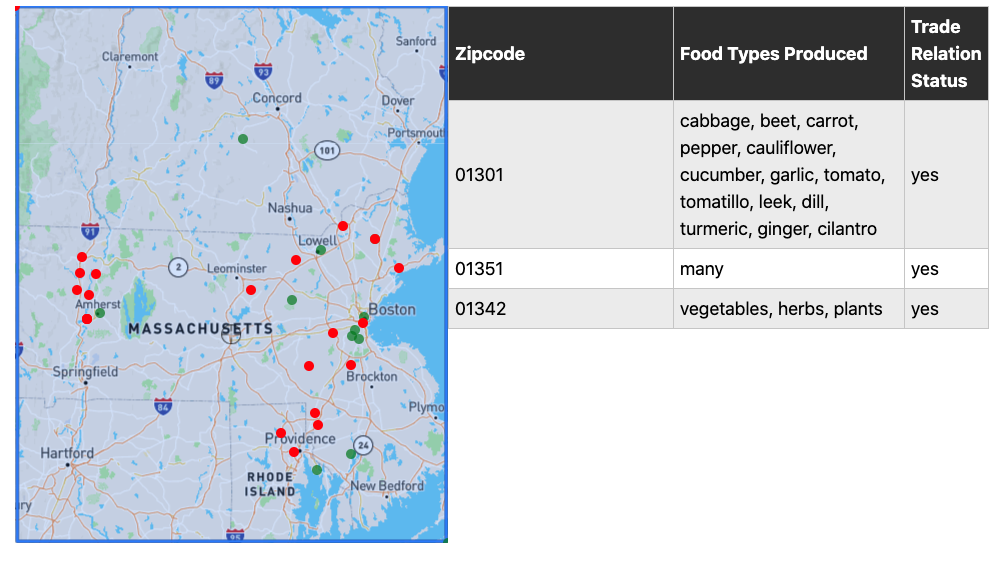 Sanford
Claremont
89
93
Concord
Dover
Portsmout
101
Nashua
91
Lowell
2
Leominster
Amherst
Boston
MASSACHUSETTS
Springfield
Brockton
84
Plymo
Providence
24
Hartford
RHODE
ISLAND
New Bedford
ury
95
Zipcode
Food Types Produced
Trade
Relation
Status
01301
cabbage, beet, carrot,
pepper, cauliflower,
cucumber, garlic, tomato,
tomatillo, leek, dill,
turmeric, ginger, cilantro
yes
01351
many
yes
01342
vegetables, herbs, plants
yes